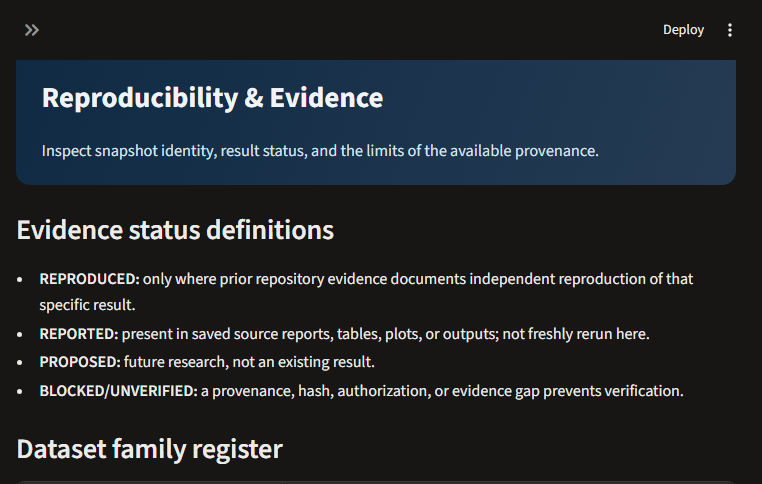 Deploy
Reproducibility & Evidence
Inspect snapshot identity, result status, and the limits of the available provenance.
Evidence status definitions
REPRODUCED: only where prior repository evidence documents independent reproduction of that
specific result.
REPORTED: present in saved source reports, tables, plots, or outputs; not freshly rerun here.
PROPOSED: future research, not an existing result.
BLOCKED/UNVERIFIED: a provenance, hash, authorization, or evidence gap prevents verification.
Dataset family register